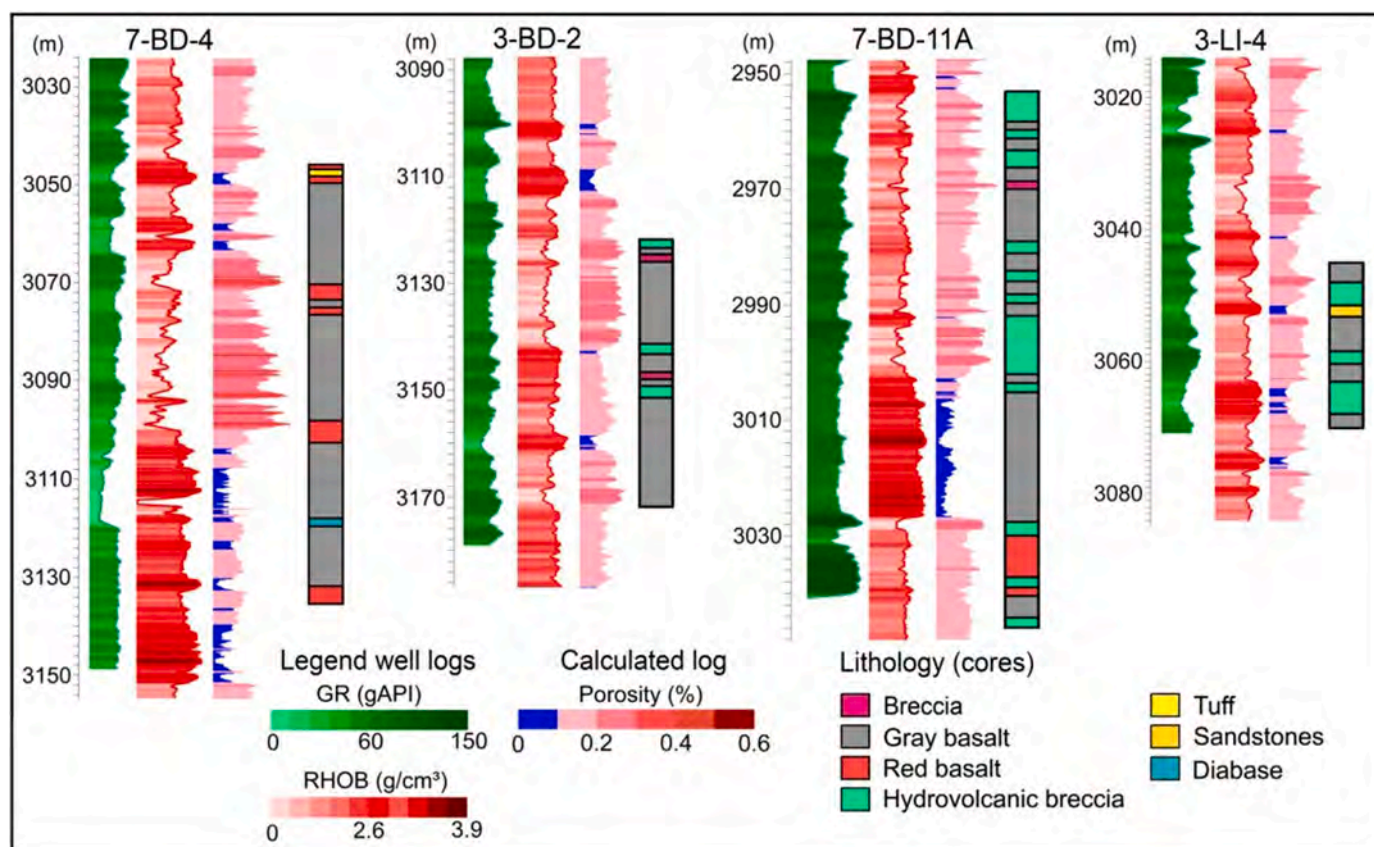 7-BD-4
3-BD-2
7-BD-11A
3-LI-4
(m)
(m)
(m)
(m)
3030
3050
3070
3090
3110
3130
3150
3090
3110
3130
3150
3170
2950
2970
2990
3010
3030
3020
3040
3060
3080
Legend well logs
GR (gAPI)
0 60 150
RHOB (g/cm³)
0 2.6 3.9
Calculated log
Porosity (%)
0 0.2 0.4 0.6
Lithology (cores)
Breccia
Gray basalt
Red basalt
Hydrovolcanic breccia
Tuff
Sandstones
Diabase